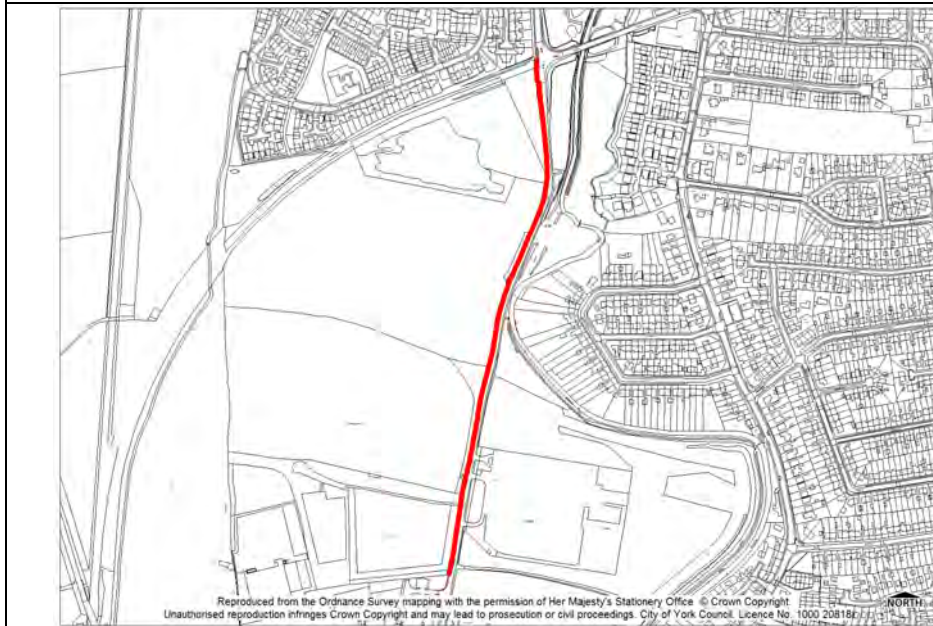 Reproduced from the Ordnance Survey mapping with the permission of Her Majesty's Stationery Office © Crown Copyright.
Unauthorised reproduction infringes Crown Copyright and may lead to prosecution or civil proceedings. City of York Council. Licence No. 1000 20818.
NORTH